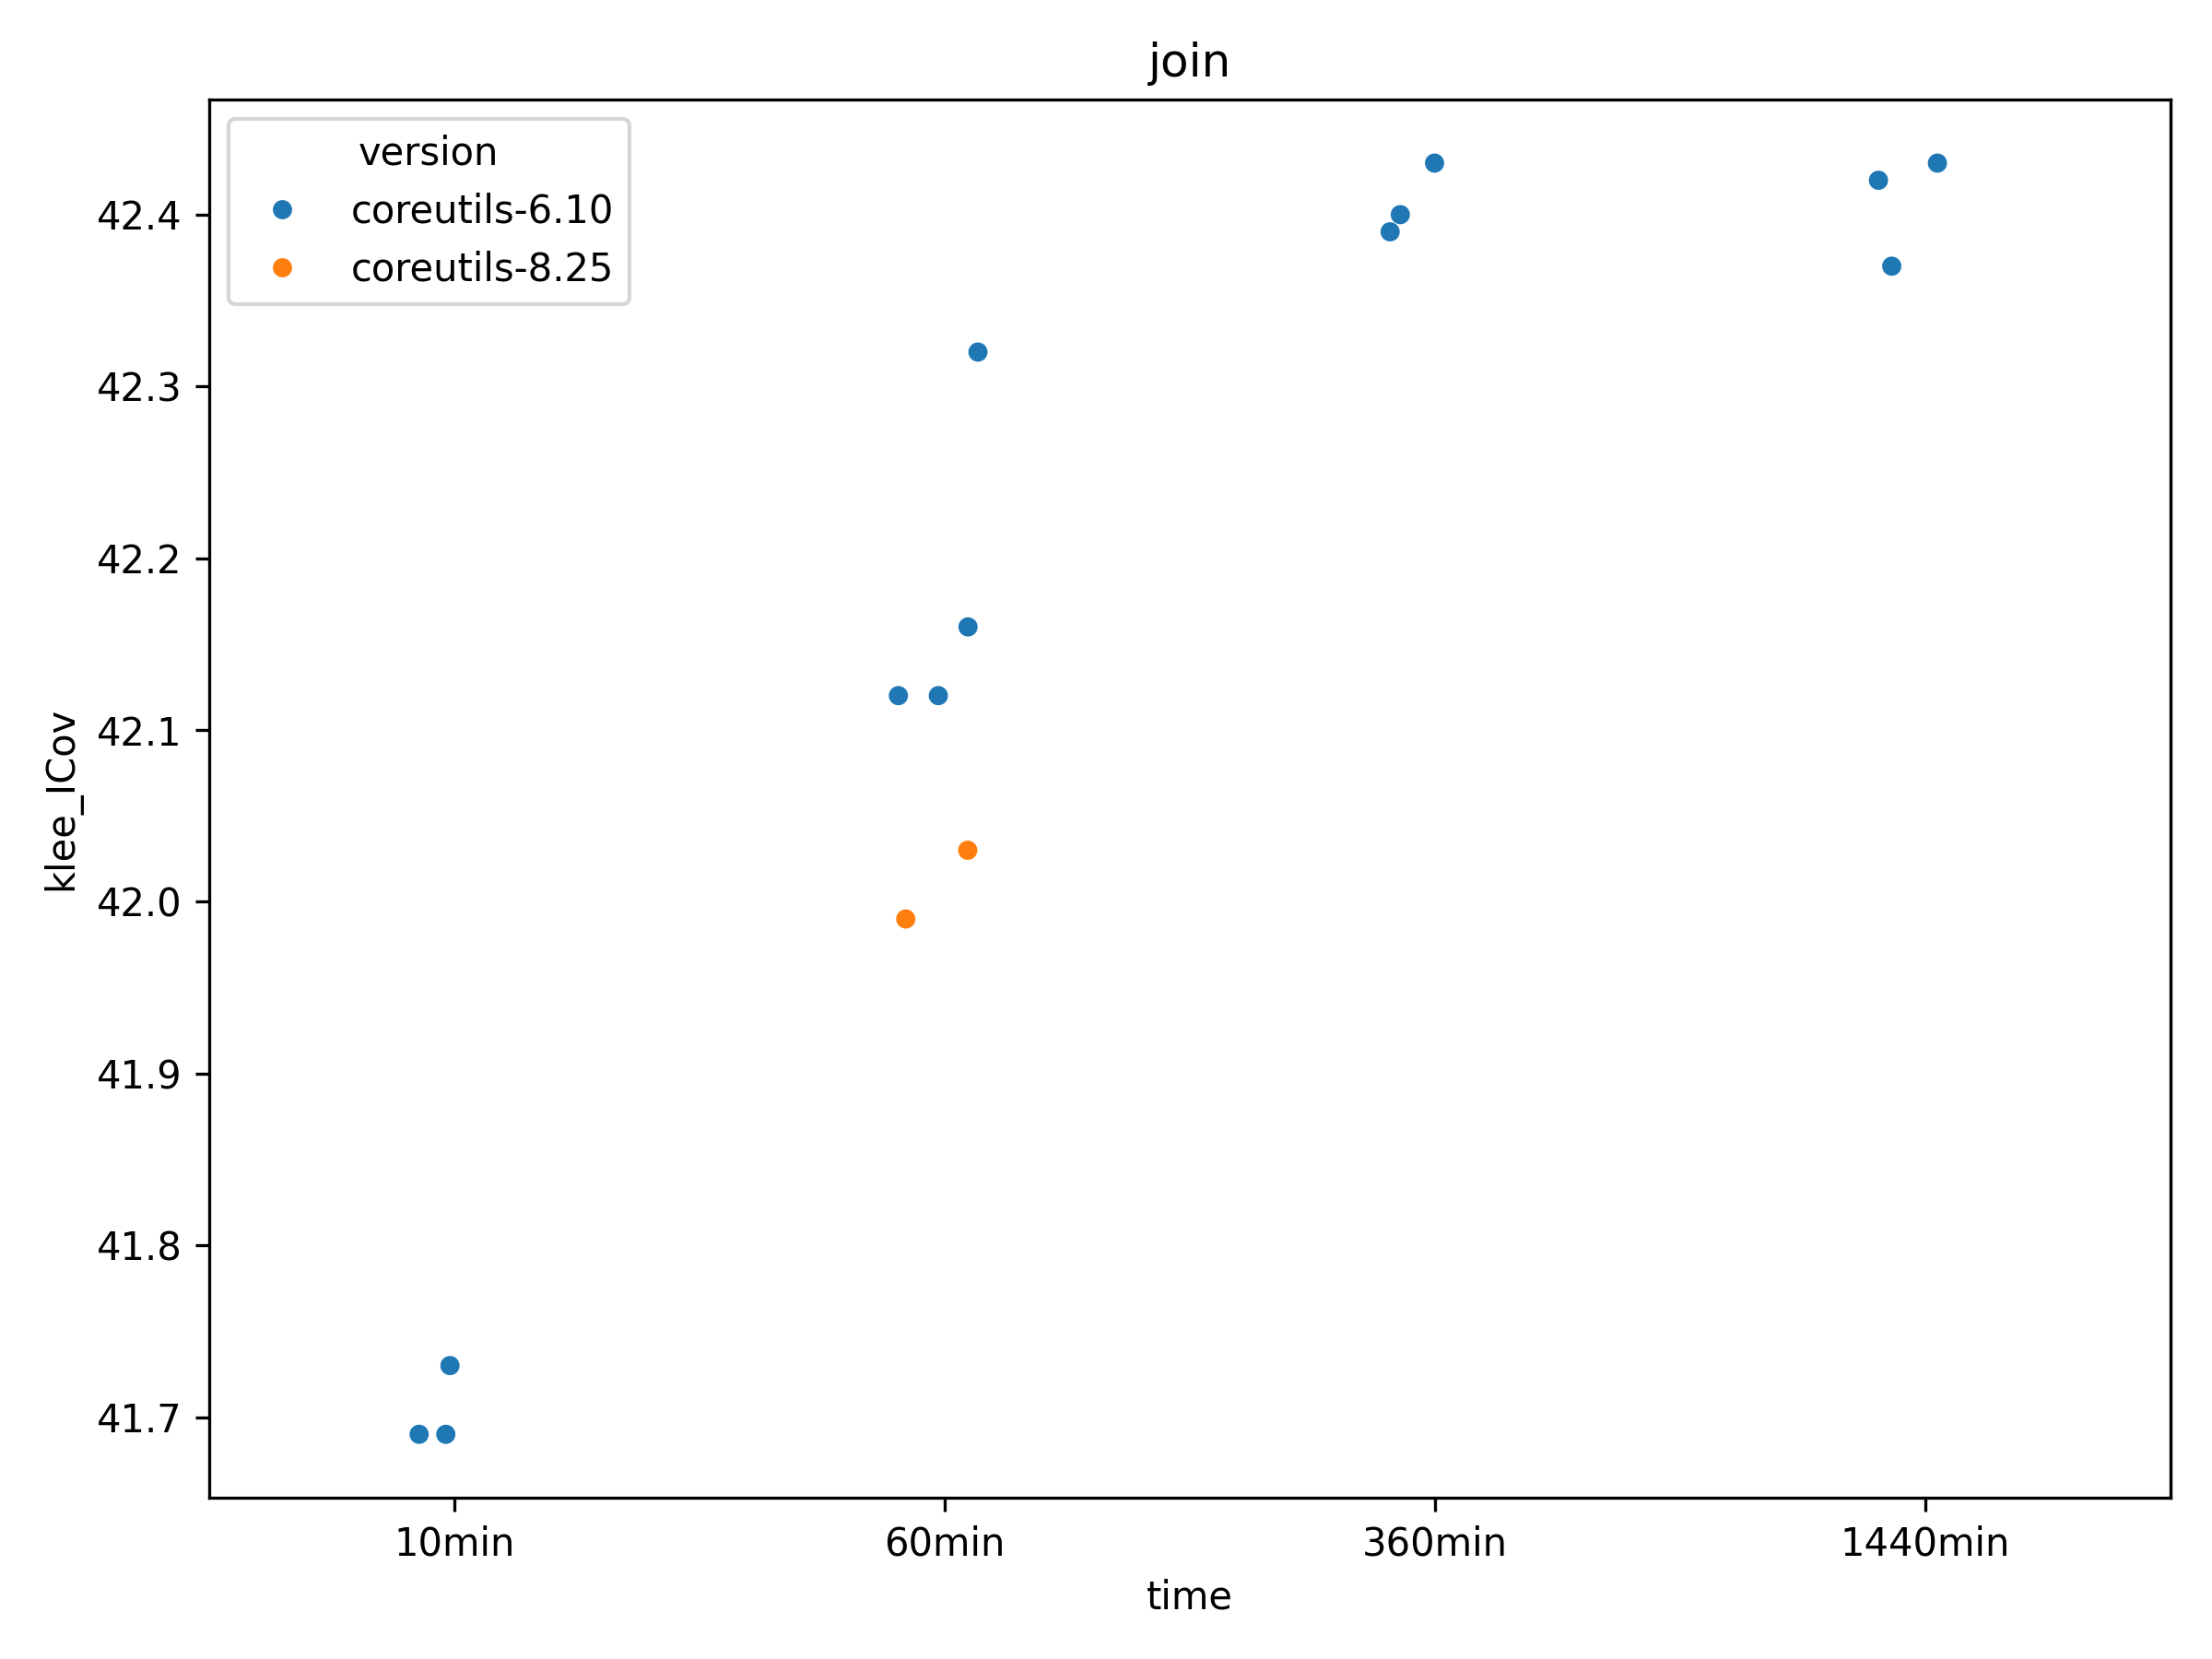 join
version
coreutils-6.10
coreutils-8.25
42.4
42.3
42.2
42.1
42.0
41.9
41.8
41.7
klee_ICov
10min 60min 360min 1440min
time